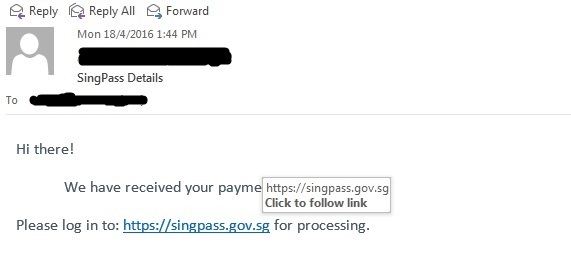 Reply Reply All Forward
Mon 18/4/2016 1:44 PM
SingPass Details
To
Hi there!
We have received your payme
https://singpass.gov.sg
Click to follow link
Please log in to: https://singpass.gov.sg for processing.